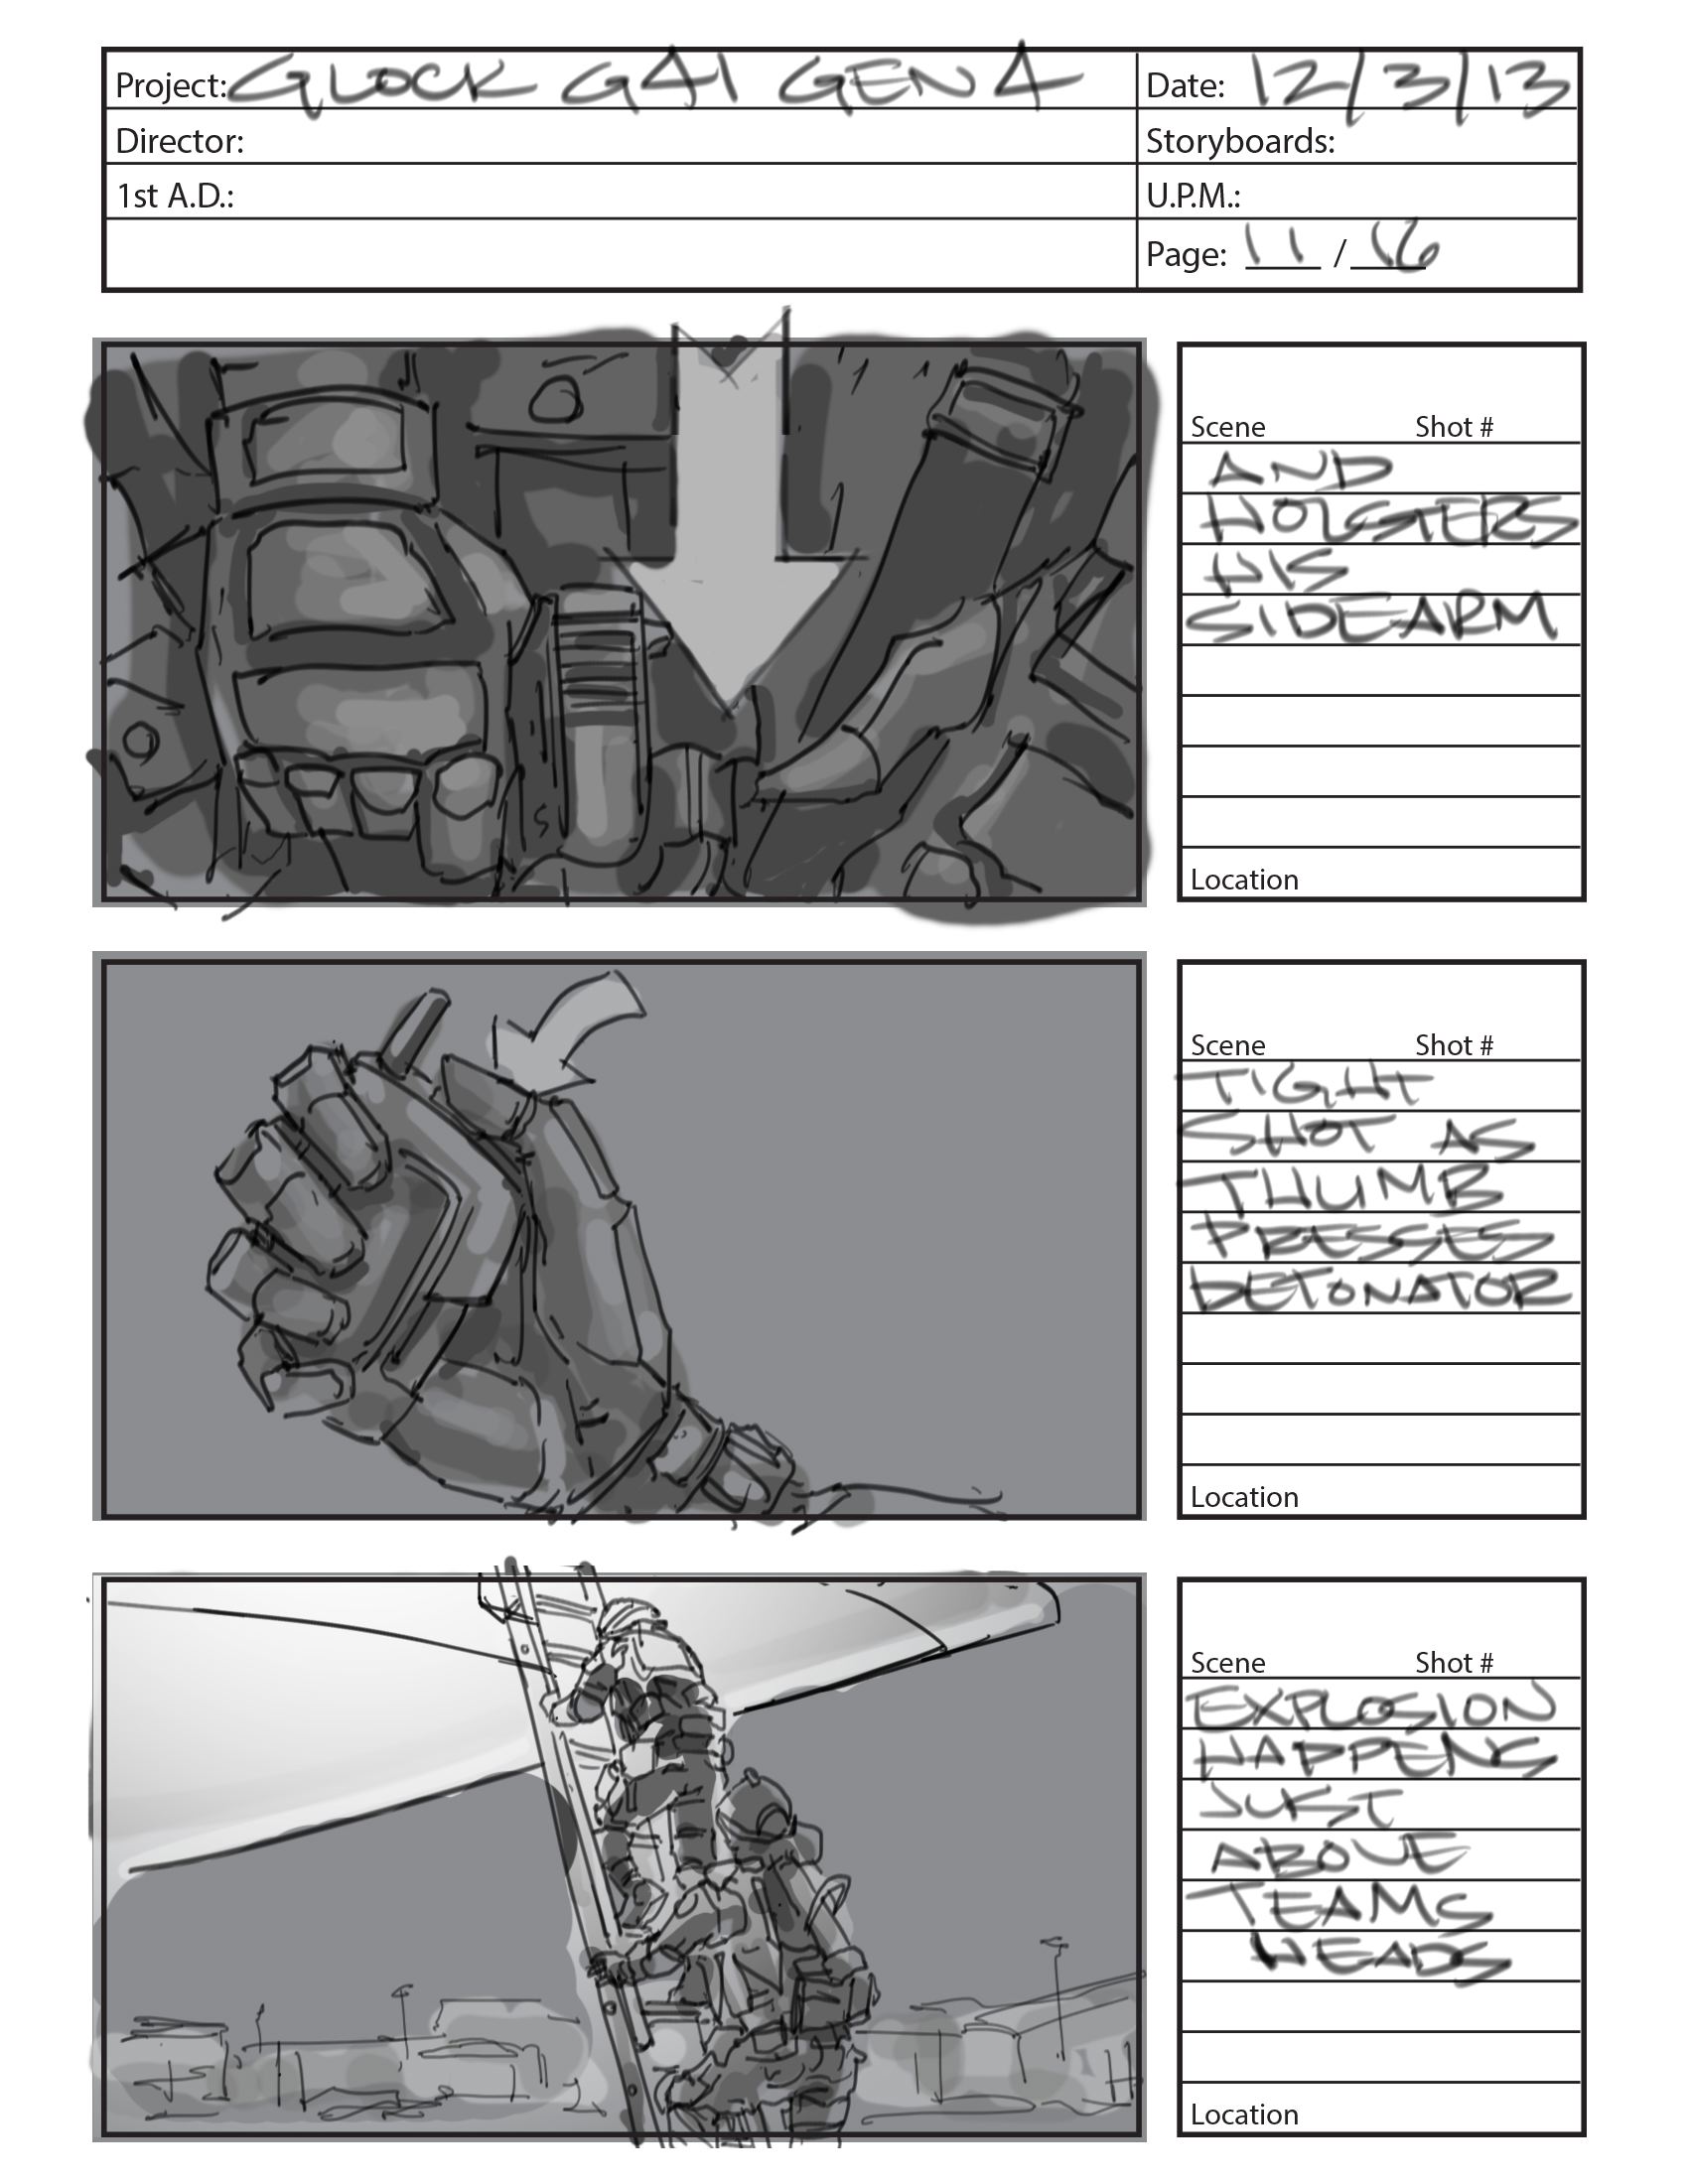 Project: GLOCK G41 GEN 4
Date: 12/3/13
Director:
Storyboards:
1st A.D.:
U.P.M.:
Page: 11 / 16
Scene Shot #
AND
HOLSTERS
HIS
SIDEARM
Location
Scene Shot #
TIGHT
SHOT AS
THUMB
PRESSES
DETONATOR
Location
Scene Shot #
EXPLOSION
HAPPENS
JUST
ABOVE
TEAMS
HEADS
Location